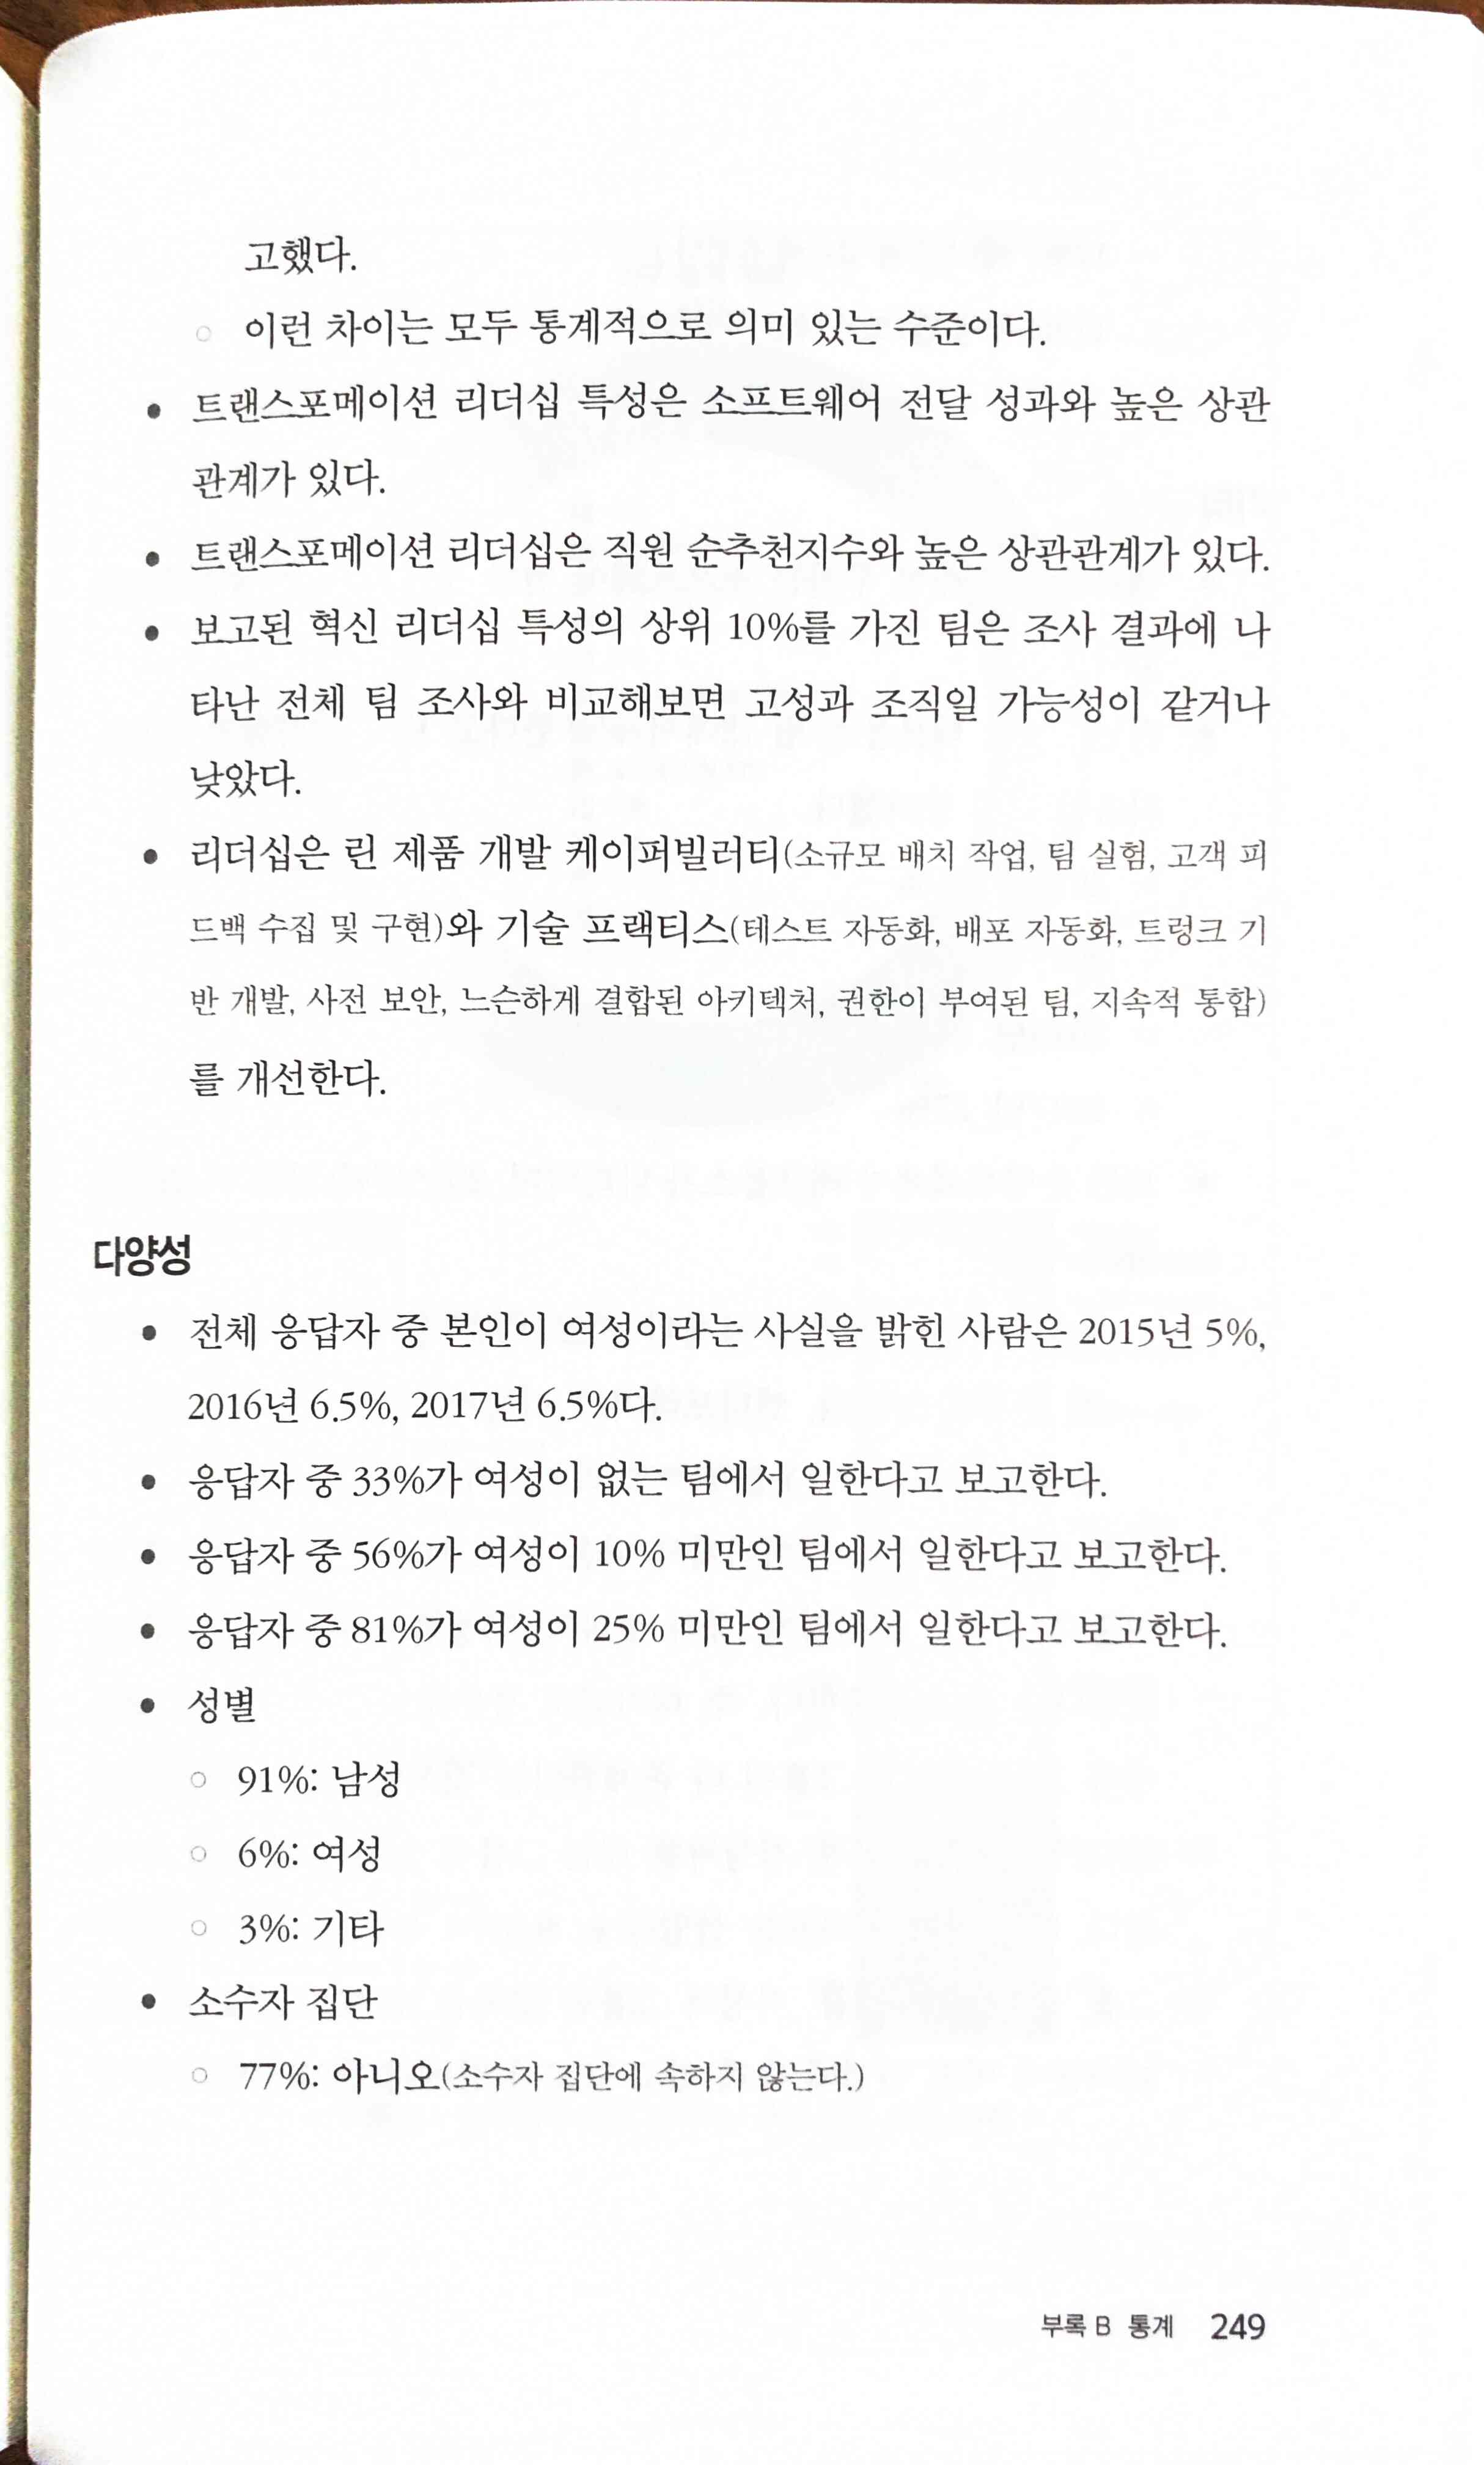 고했다.
○ 이런 차이는 모두 통계적으로 의미 있는 수준이다.
● 트랜스포메이션 리더십 특성은 소프트웨어 전달 성과와 높은 상관
관계가 있다.
● 트랜스포메이션 리더십은 직원 순추천지수와 높은 상관관계가 있다.
● 보고된 혁신 리더십 특성의 상위 10%를 가진 팀은 조사 결과에 나
타난 전체 팀 조사와 비교해보면 고성과 조직일 가능성이 같거나
낮았다.
● 리더십은 린 제품 개발 케이퍼빌러티(소규모 배치 작업, 팀 실험, 고객 피
드백 수집 및 구현)와 기술 프랙티스(테스트 자동화, 배포 자동화, 트렁크 기
반 개발, 사전 보안, 느슨하게 결합된 아키텍처, 권한이 부여된 팀, 지속적 통합)
를 개선한다.
다양성
● 전체 응답자 중 본인이 여성이라는 사실을 밝힌 사람은 2015년 5%,
2016년 6.5%, 2017년 6.5%다.
● 응답자 중 33%가 여성이 없는 팀에서 일한다고 보고한다.
● 응답자 중 56%가 여성이 10% 미만인 팀에서 일한다고 보고한다.
● 응답자 중 81%가 여성이 25% 미만인 팀에서 일한다고 보고한다.
● 성별
○ 91%: 남성
○ 6%: 여성
○ 3%: 기타
● 소수자 집단
○ 77%: 아니오(소수자 집단에 속하지 않는다.)
부록 B 통계 249